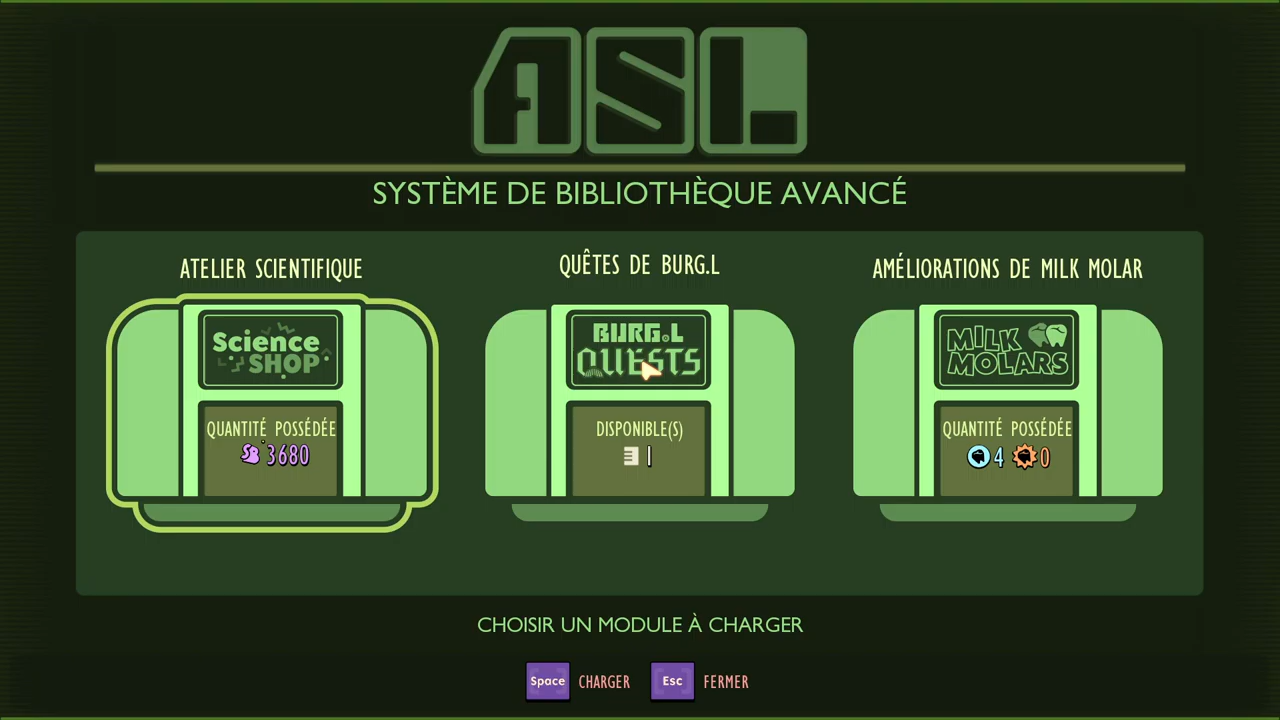 ASL
SYSTÈME DE BIBLIOTHÈQUE AVANCÉ
ATELIER SCIENTIFIQUE
QUÊTES DE BURG.L
AMÉLIORATIONS DE MILK MOLAR
Science
SHOP
BURG.L
QUESTS
MILK
MOLARS
QUANTITÉ POSSÉDÉE
3680
DISPONIBLE(S)
1
QUANTITÉ POSSÉDÉE
4 0
CHOISIR UN MODULE À CHARGER
Space CHARGER Esc FERMER